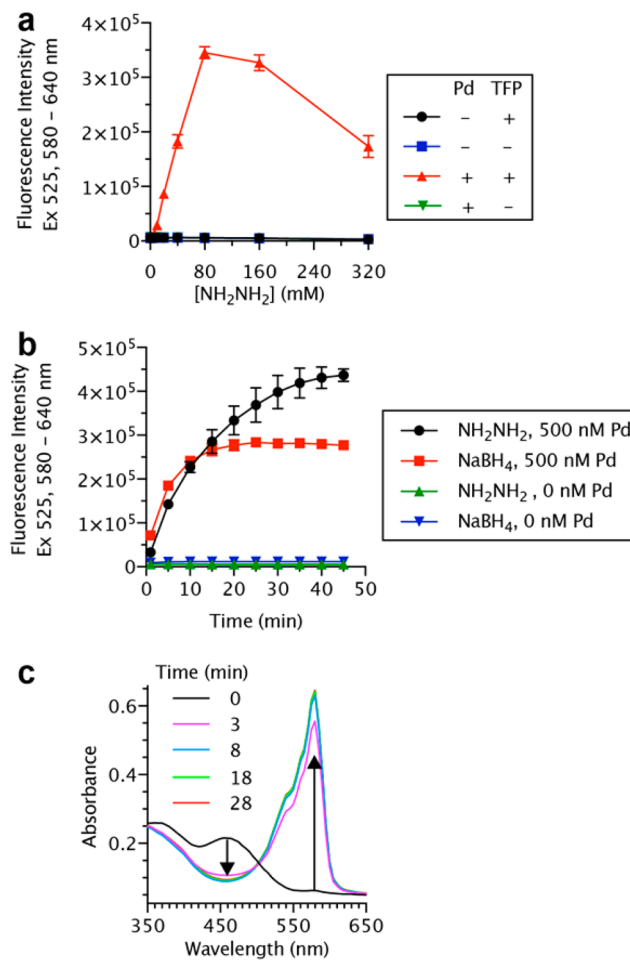 a
Fluorescence Intensity
Ex 525, 580 – 640 nm
4×10⁵
3×10⁵
2×10⁵
1×10⁵
0
0 80 160 240 320
[NH₂NH₂] (mM)
Pd TFP
– +
– –
+ +
+ –
b
Fluorescence Intensity
Ex 525, 580 – 640 nm
5×10⁵
4×10⁵
3×10⁵
2×10⁵
1×10⁵
0
0 10 20 30 40 50
Time (min)
NH₂NH₂, 500 nM Pd
NaBH₄, 500 nM Pd
NH₂NH₂ , 0 nM Pd
NaBH₄, 0 nM Pd
c
Time (min)
0
3
8
18
28
Absorbance
0.6
0.4
0.2
350 450 550 650
Wavelength (nm)